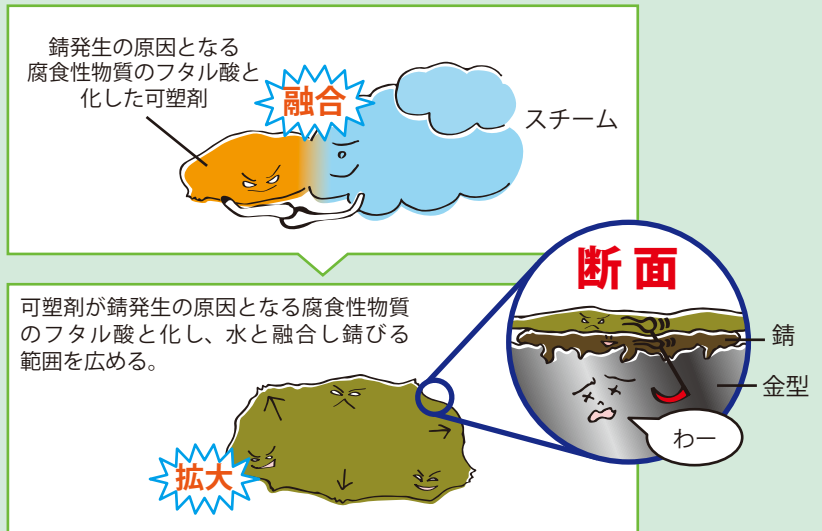 錆発生の原因となる
腐食性物質のフタル酸と
化した可塑剤
融合
スチーム
断面
可塑剤が錆発生の原因となる腐食性物質
のフタル酸と化し、水と融合し錆びる
範囲を広める。
錆
金型
わー
拡大